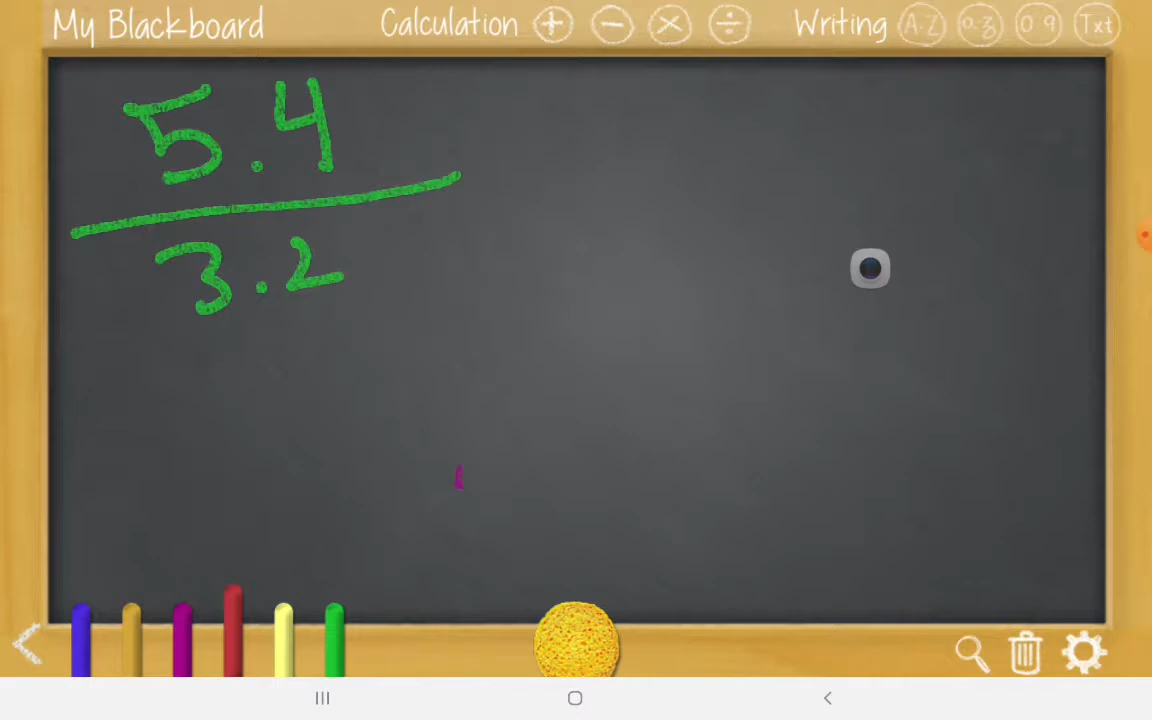 My Blackboard Calculation + − × ÷ Writing A-Z a-z 0 9 Txt
5.4
3.2